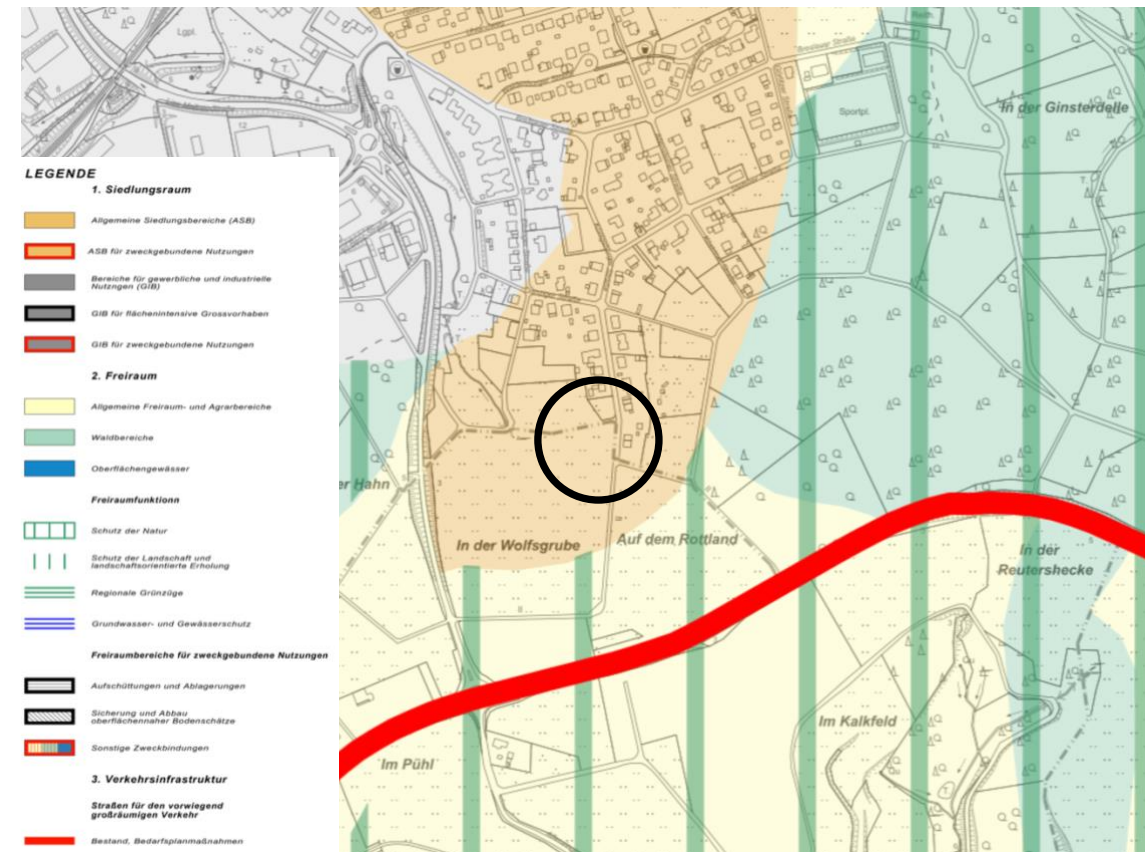 Lgpl.
T.
Breslauer Straße
Sportpl.
In der Ginsterdelle
T.
LEGENDE
1. Siedlungsraum
Allgemeine Siedlungsbereiche (ASB)
ASB für zweckgebundene Nutzungen
Bereiche für gewerbliche und industrielle
Nutzngen (GIB)
GIB für flächenintensive Grossvorhaben
GIB für zweckgebundene Nutzungen
2. Freiraum
Allgemeine Freiraum- und Agrarbereiche
Waldbereiche
Oberflächengewässer
Freiraumfunktionn
Schutz der Natur
Schutz der Landschaft und
landschaftsorientierte Erholung
Regionale Grünzüge
Grundwasser- und Gewässerschutz
Freiraumbereiche für zweckgebundene Nutzungen
Aufschüttungen und Ablagerungen
Sicherung und Abbau
oberflächennaher Bodenschätze
Sonstige Zweckbindungen
3. Verkehrsinfrastruktur
Straßen für den vorwiegend
großräumigen Verkehr
Bestand, Bedarfsplanmaßnahmen
er Hahn
In der Wolfsgrube
Auf dem Rottland
In der
Reutershecke
Im Kalkfeld
Im Pühl